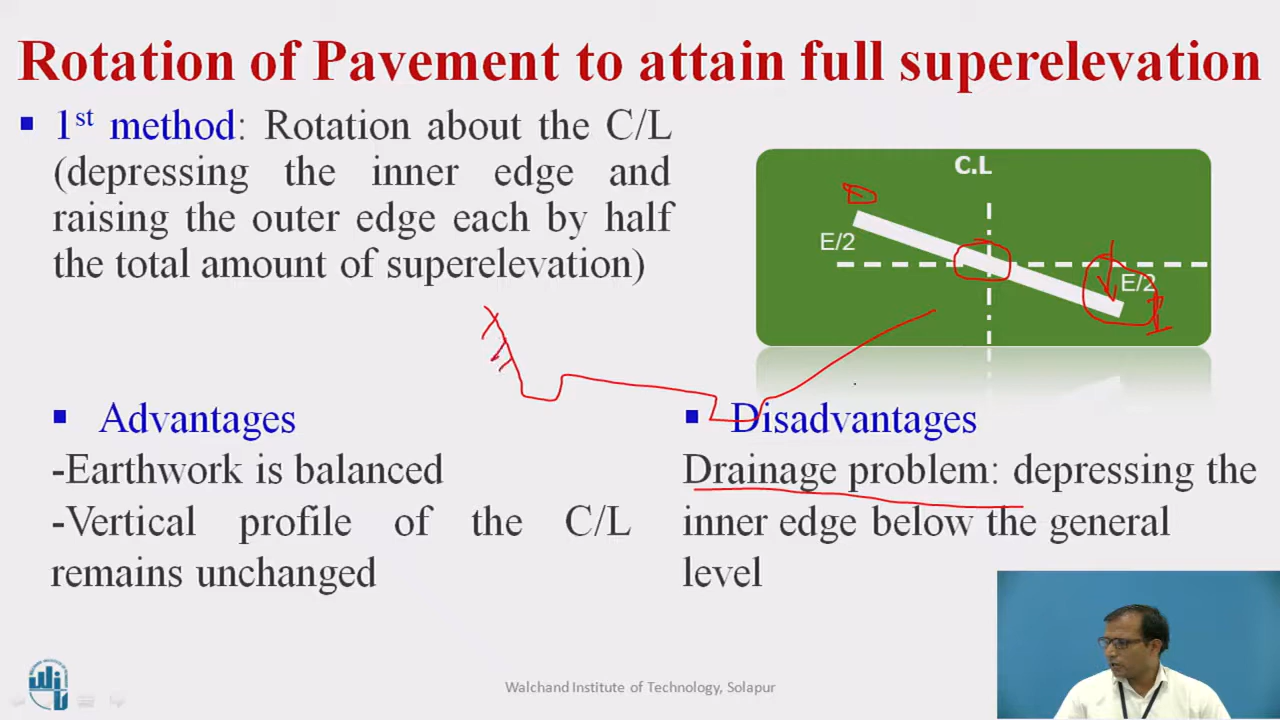 Rotation of Pavement to attain full superelevation
1st method: Rotation about the C/L
(depressing the inner edge and
raising the outer edge each by half
the total amount of superelevation)
C.L
E/2
E/2
Advantages
-Earthwork is balanced
-Vertical profile of the C/L
remains unchanged
Disadvantages
Drainage problem: depressing the
inner edge below the general
level
Walchand Institute of Technology, Solapur